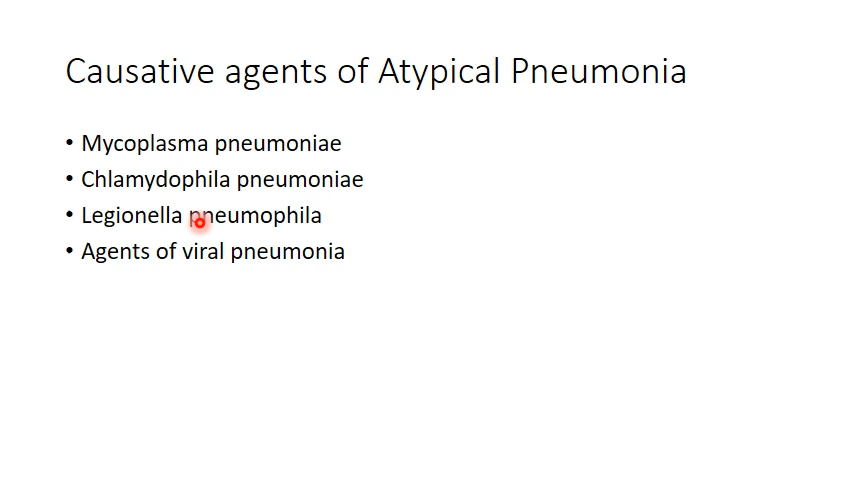 Causative agents of Atypical Pneumonia
• Mycoplasma pneumoniae
• Chlamydophila pneumoniae
• Legionella pneumophila
• Agents of viral pneumonia